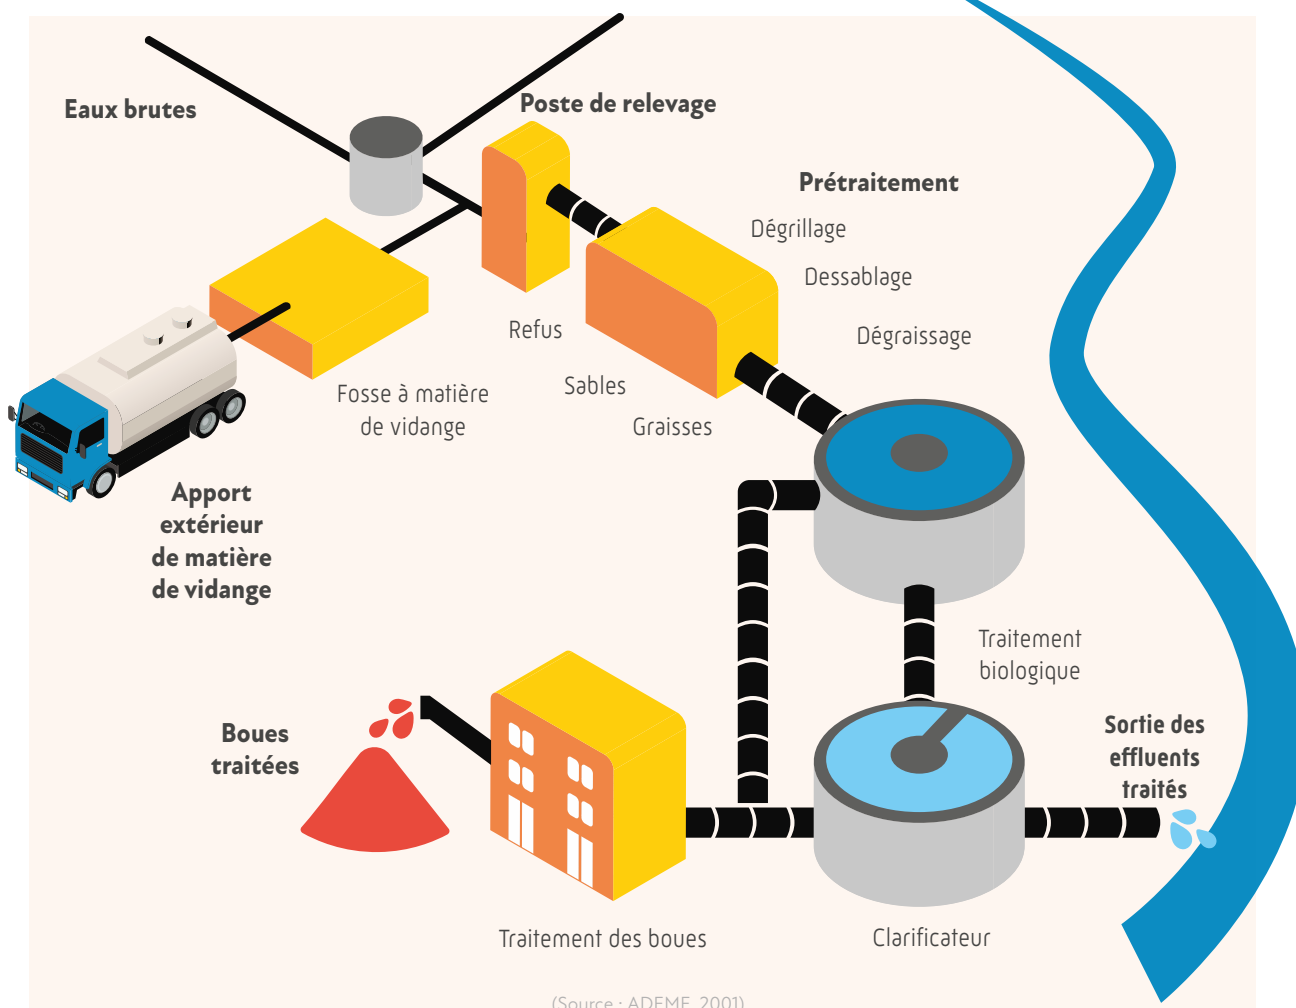 Eaux brutes
Poste de relevage
Prétraitement
Dégrillage
Dessablage
Dégraissage
Refus
Sables
Graisses
Fosse à matière
de vidange
Apport
extérieur
de matière
de vidange
Traitement
biologique
Boues
traitées
Sortie des
effluents
traités
Traitement des boues
Clarificateur
(Source : ADEME, 2001)